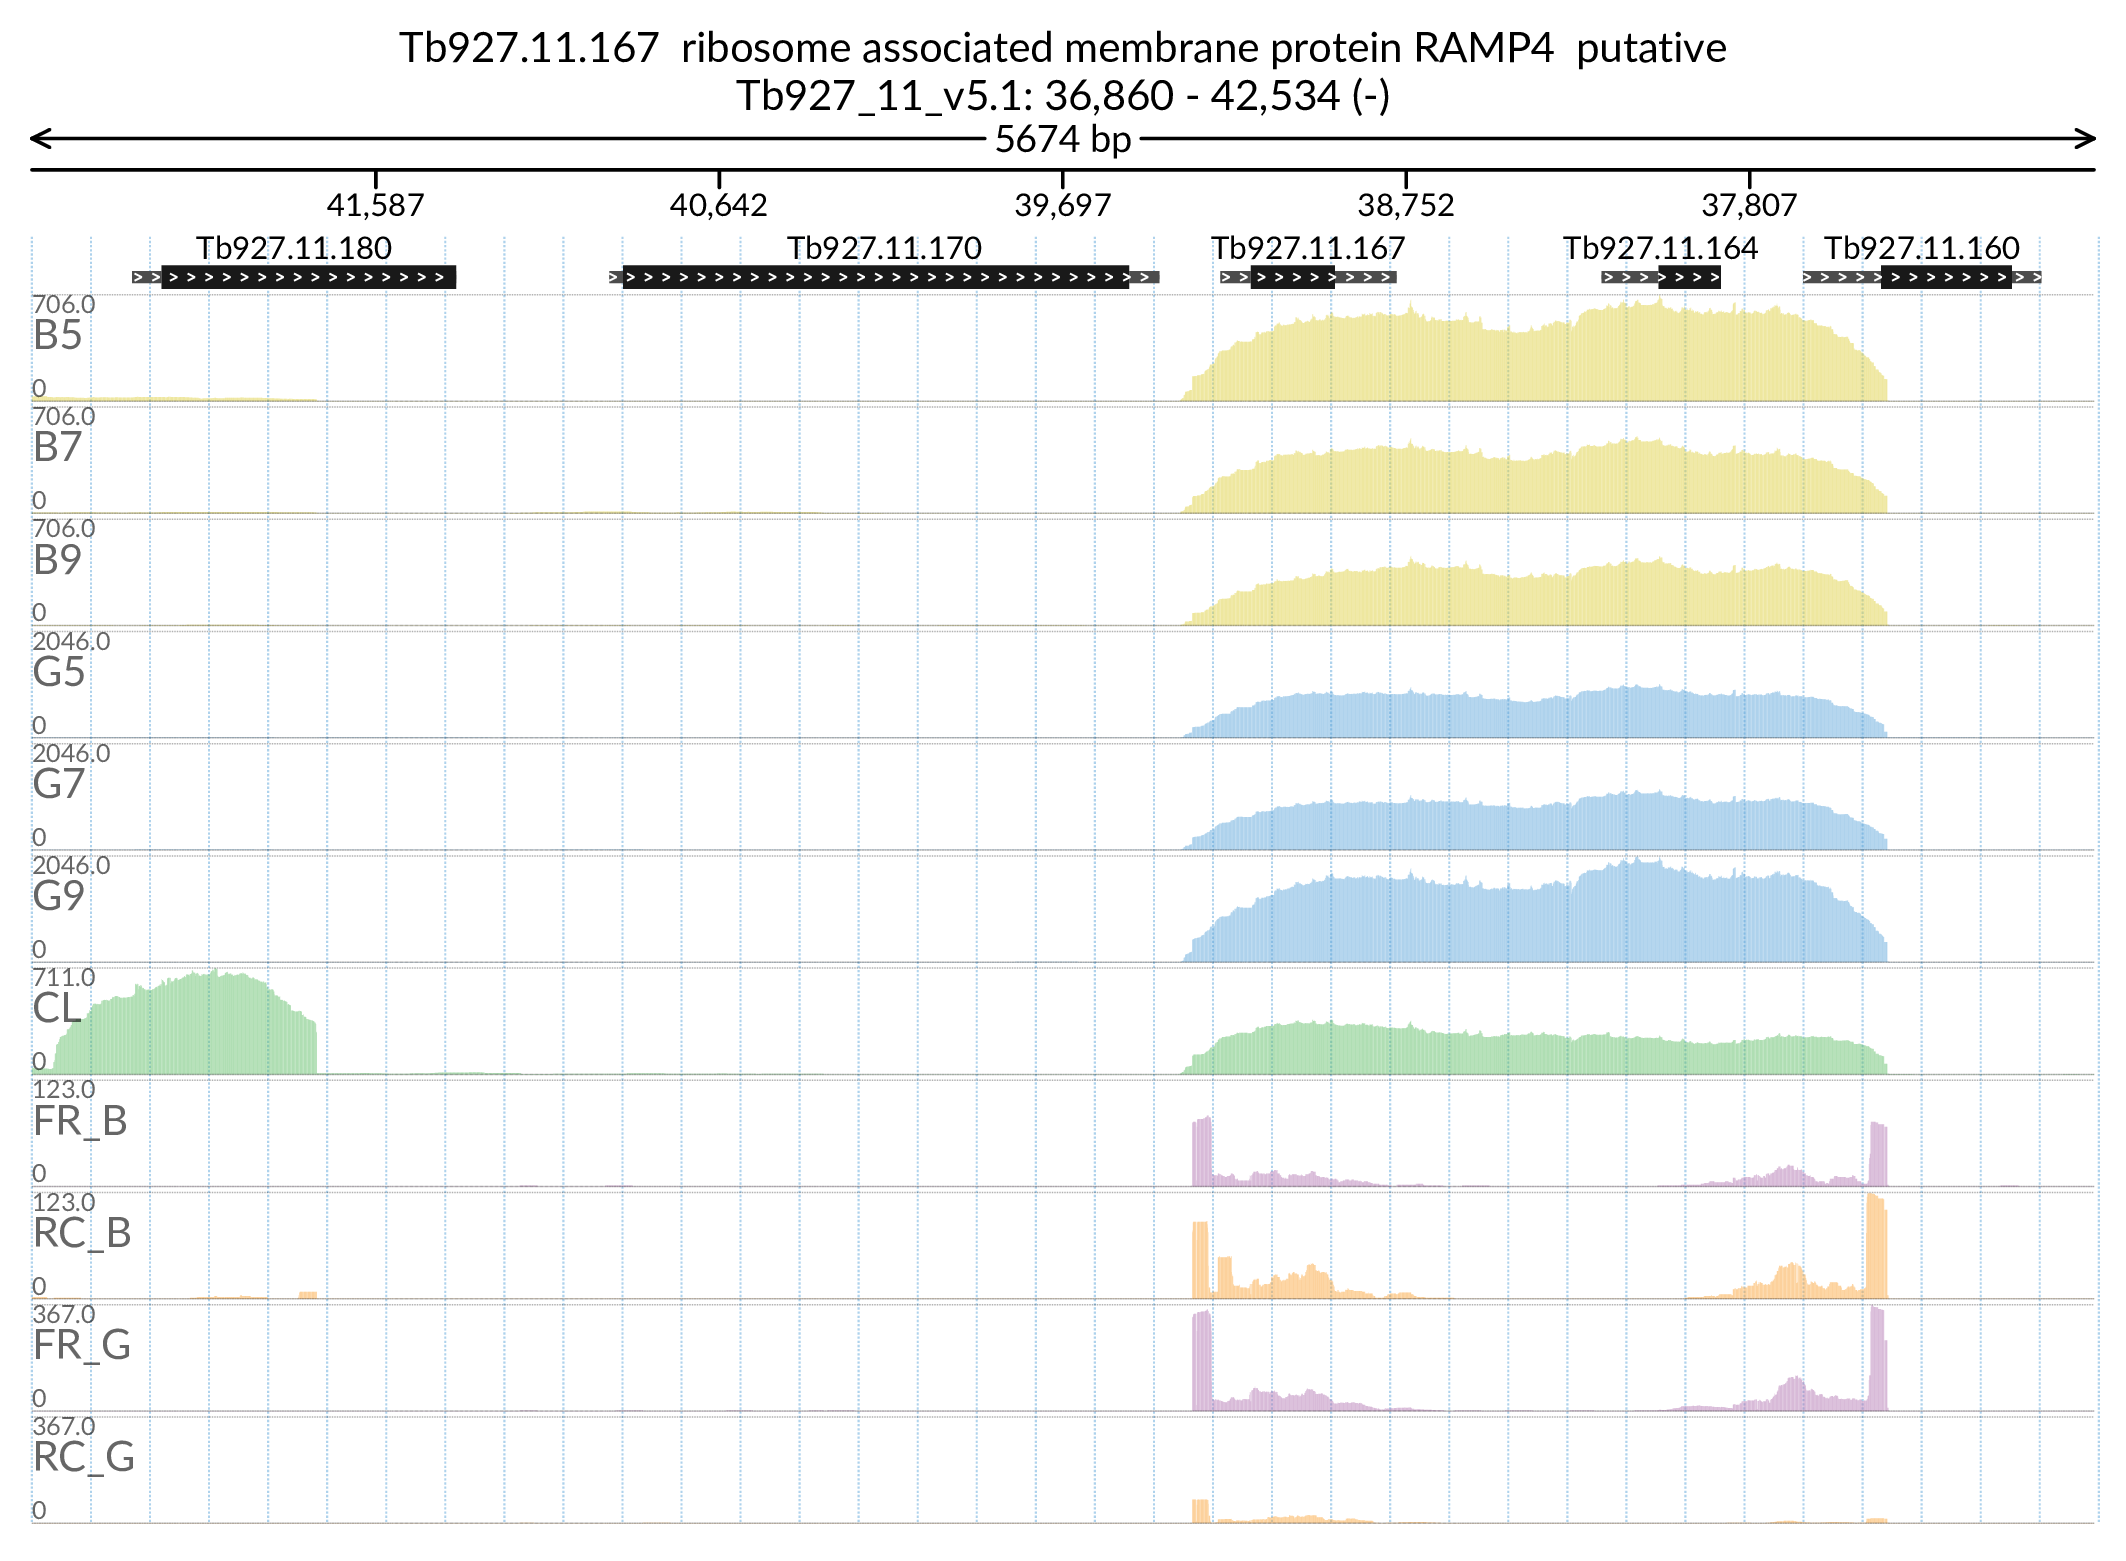 Tb927.11.167  ribosome associated membrane protein RAMP4  putative
Tb927_11_v5.1: 36,860 - 42,534 (-)
5674 bp
41,587 40,642 39,697 38,752 37,807
Tb927.11.180 Tb927.11.170 Tb927.11.167 Tb927.11.164 Tb927.11.160
706.0
B5
0
706.0
B7
0
706.0
B9
0
2046.0
G5
0
2046.0
G7
0
2046.0
G9
0
711.0
CL
0
123.0
FR_B
0
123.0
RC_B
0
367.0
FR_G
0
367.0
RC_G
0